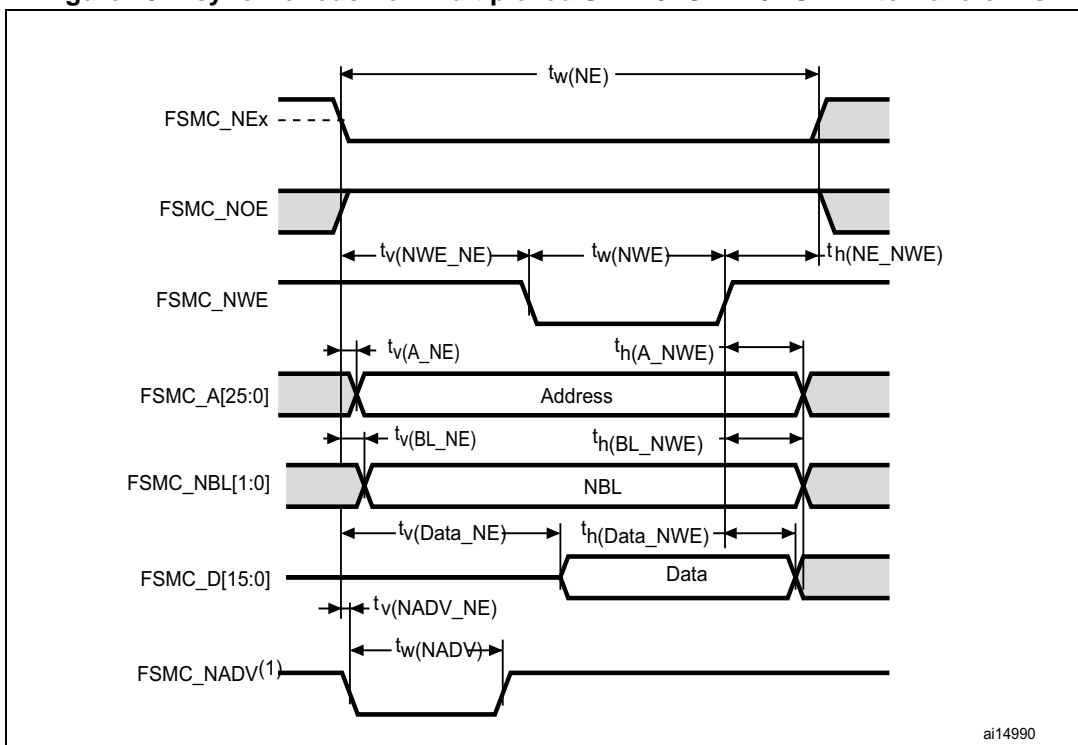 tw(NE)
FSMC_NEx
FSMC_NOE
tv(NWE_NE) tw(NWE) th(NE_NWE)
FSMC_NWE
tv(A_NE) th(A_NWE)
FSMC_A[25:0] Address
tv(BL_NE) th(BL_NWE)
FSMC_NBL[1:0] NBL
tv(Data_NE) th(Data_NWE)
FSMC_D[15:0] Data
tv(NADV_NE)
tw(NADV)
FSMC_NADV(1)
ai14990